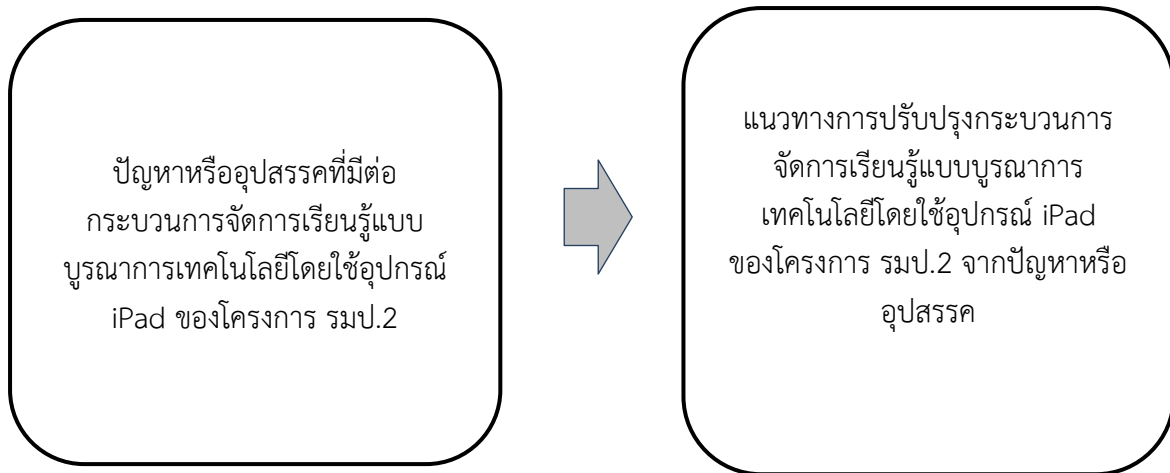 ปัญหาหรืออุปสรรคที่มีต่อ
กระบวนการจัดการเรียนรู้แบบ
บูรณาการเทคโนโลยีโดยใช้อุปกรณ์
iPad ของโครงการ รมป.2
แนวทางการปรับปรุงกระบวนการ
จัดการเรียนรู้แบบบูรณาการ
เทคโนโลยีโดยใช้อุปกรณ์ iPad
ของโครงการ รมป.2 จากปัญหาหรือ
อุปสรรค